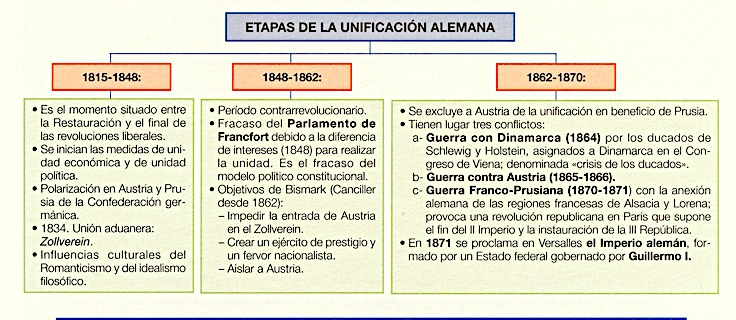 ETAPAS DE LA UNIFICACIÓN ALEMANA
1815-1848:
• Es el momento situado entre
la Restauración y el final de
las revoluciones liberales.
• Se inician las medidas de uni-
dad económica y de unidad
política.
• Polarización en Austria y Pru-
sia de la Confederación ger-
mánica.
• 1834. Unión aduanera:
Zollverein.
• Influencias culturales del
Romanticismo y del idealismo
filosófico.
1848-1862:
• Período contrarrevolucionario.
• Fracaso del Parlamento de
Francfort debido a la diferencia
de intereses (1848) para realizar
la unidad. Es el fracaso del
modelo político constitucional.
• Objetivos de Bismark (Canciller
desde 1862):
– Impedir la entrada de Austria
en el Zollverein.
– Crear un ejército de prestigio y
un fervor nacionalista.
– Aislar a Austria.
1862-1870:
• Se excluye a Austria de la unificación en beneficio de Prusia.
• Tienen lugar tres conflictos:
a- Guerra con Dinamarca (1864) por los ducados de
Schlewig y Holstein, asignados a Dinamarca en el Con-
greso de Viena; denominada «crisis de los ducados».
b- Guerra contra Austria (1865-1866).
c- Guerra Franco-Prusiana (1870-1871) con la anexión
alemana de las regiones francesas de Alsacia y Lorena;
provoca una revolución republicana en París que supone
el fin del II Imperio y la instauración de la III República.
• En 1871 se proclama en Versalles el Imperio alemán, for-
mado por un Estado federal gobernado por Guillermo I.